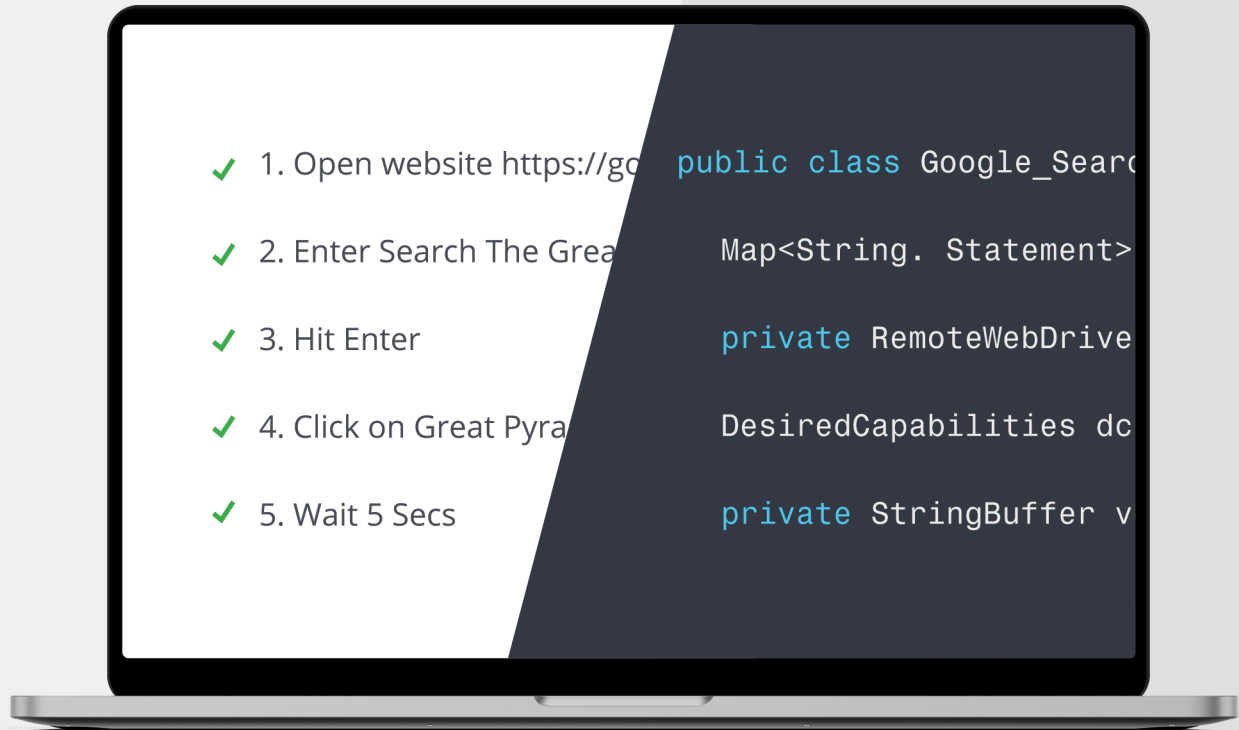 1. Open website https://go
2. Enter Search The Grea
3. Hit Enter
4. Click on Great Pyra
5. Wait 5 Secs
public class Google_Searc
Map<String. Statement>
private RemoteWebDrive
DesiredCapabilities dc
private StringBuffer v